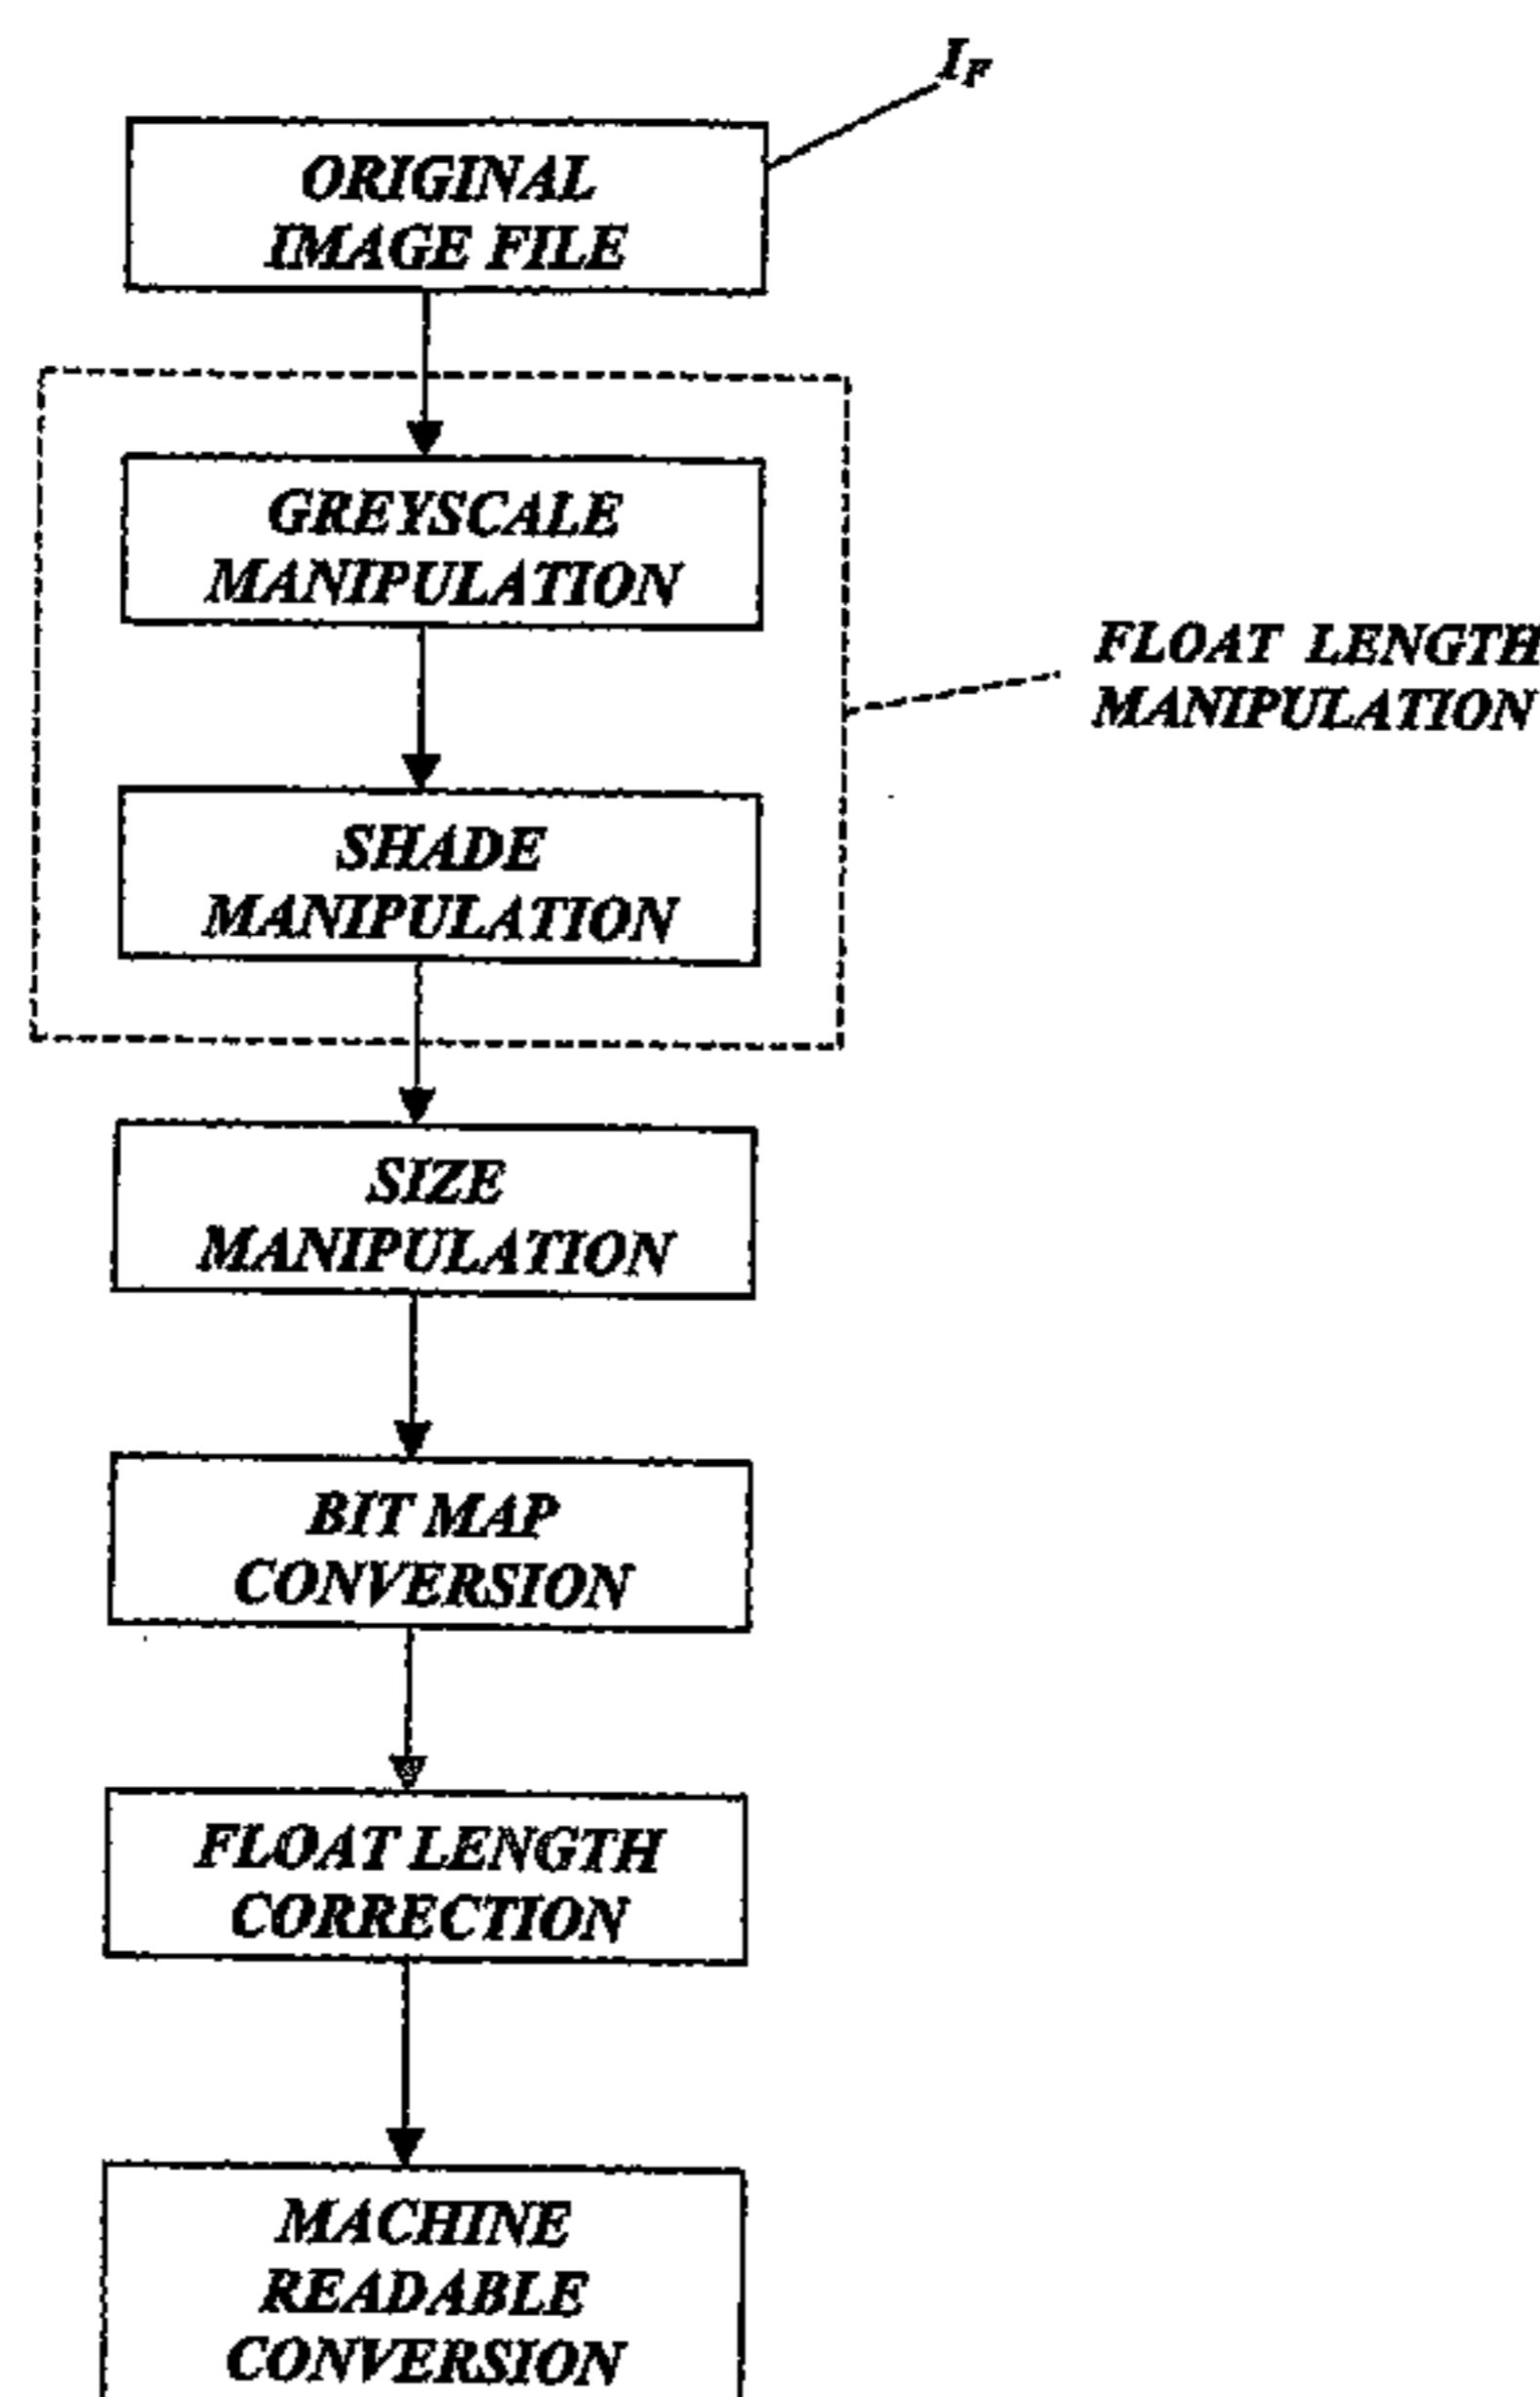 I_F
ORIGINAL
IMAGE FILE
GREYSCALE
MANIPULATION
FLOAT LENGTH
MANIPULATION
SHADE
MANIPULATION
SIZE
MANIPULATION
BIT MAP
CONVERSION
FLOAT LENGTH
CORRECTION
MACHINE
READABLE
CONVERSION